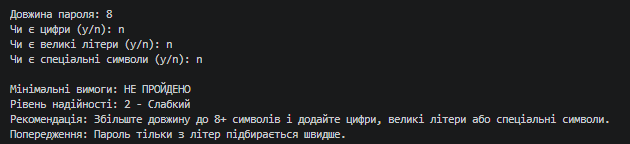 Довжина пароля: 8
Чи є цифри (y/n): n
Чи є великі літери (y/n): n
Чи є спеціальні символи (y/n): n
Мінімальні вимоги: НЕ ПРОЙДЕНО
Рівень надійності: 2 - Слабкий
Рекомендація: Збільште довжину до 8+ символів і додайте цифри, великі літери або спеціальні символи.
Попередження: Пароль тільки з літер підбирається швидше.